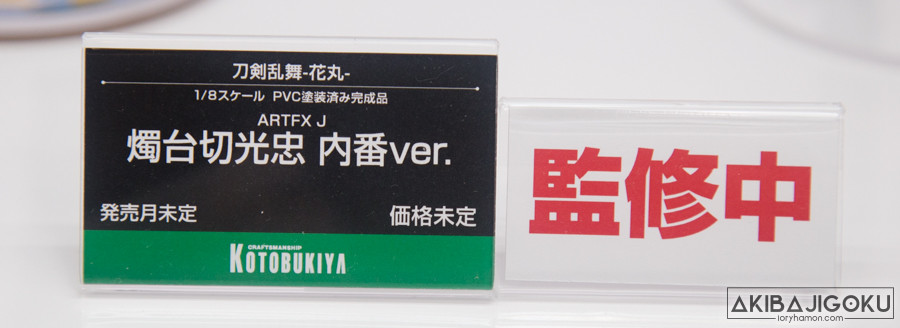 刀剣乱舞-花丸-
1/8スケール PVC塗装済み完成品
ARTFX J
燭台切光忠 内番ver.
発売月未定 価格未定
CRAFTSMANSHIP
KOTOBUKIYA
監修中
AKIBAJIGOKU
loryhamon.com